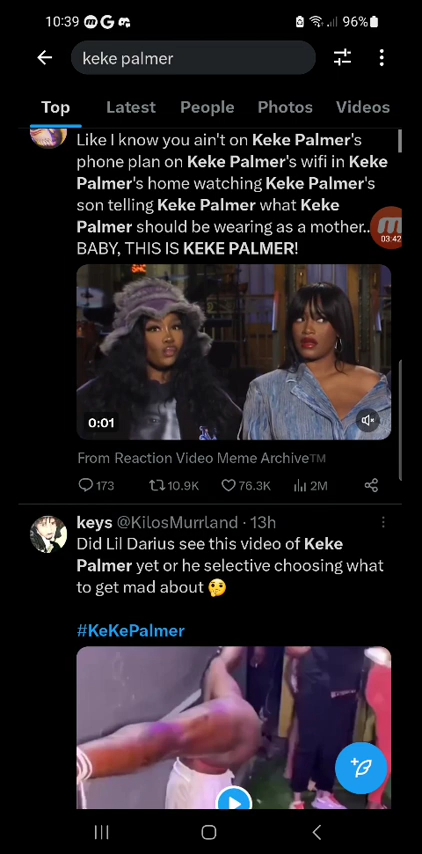 10:39
96%
keke palmer
Top Latest People Photos Videos
Like I know you ain't on Keke Palmer's
phone plan on Keke Palmer's wifi in Keke
Palmer's home watching Keke Palmer's
son telling Keke Palmer what Keke
Palmer should be wearing as a mother..
BABY, THIS IS KEKE PALMER!
03:42
0:01
From Reaction Video Meme Archive™
173 10.9K 76.3K 2M
keys @KilosMurrland · 13h
Did Lil Darius see this video of Keke
Palmer yet or he selective choosing what
to get mad about 🤔
#KeKePalmer